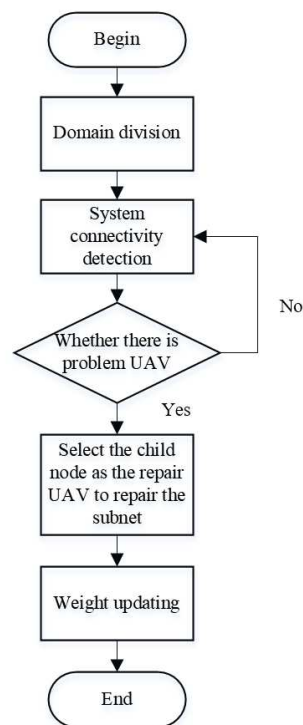 Begin
Domain division
System
connectivity
detection
Whether there is
problem UAV
No
Yes
Select the child
node as the repair
UAV to repair the
subnet
Weight updating
End